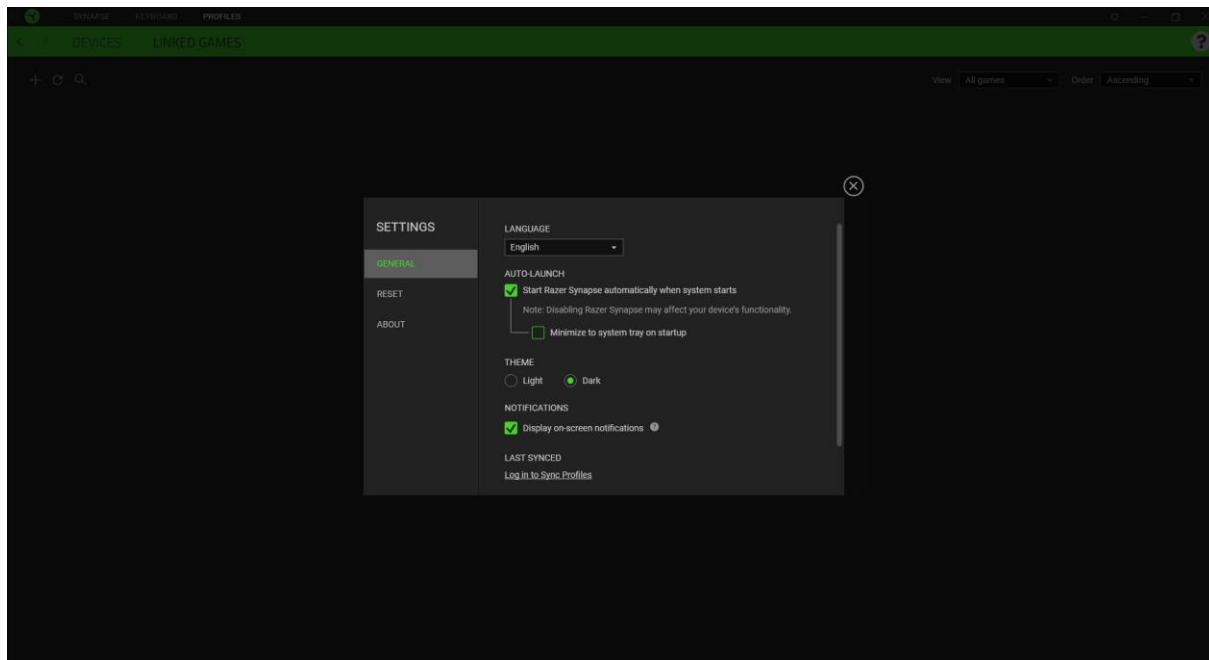 SYNAPSE KEYBOARD PROFILES
DEVICES LINKED GAMES
View All games Order Ascending
SETTINGS
GENERAL
RESET
ABOUT
LANGUAGE
English
AUTO-LAUNCH
Start Razer Synapse automatically when system starts
Note: Disabling Razer Synapse may affect your device's functionality.
Minimize to system tray on startup
THEME
Light Dark
NOTIFICATIONS
Display on-screen notifications
LAST SYNCED
Log in to Sync Profiles